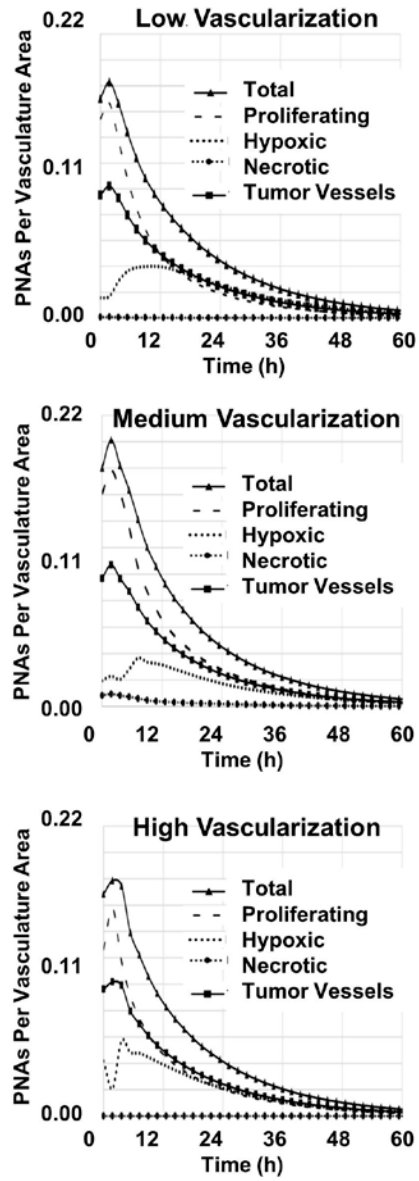 Low Vascularization
0.22
Total
Proliferating
Hypoxic
Necrotic
Tumor Vessels
0.11
0.00
PNAs Per Vasculature Area
0 12 24 36 48 60
Time (h)
Medium Vascularization
0.22
Total
Proliferating
Hypoxic
Necrotic
Tumor Vessels
0.11
0.00
PNAs Per Vasculature Area
0 12 24 36 48 60
Time (h)
High Vascularization
0.22
Total
Proliferating
Hypoxic
Necrotic
Tumor Vessels
0.11
0.00
PNAs Per Vasculature Area
0 12 24 36 48 60
Time (h)